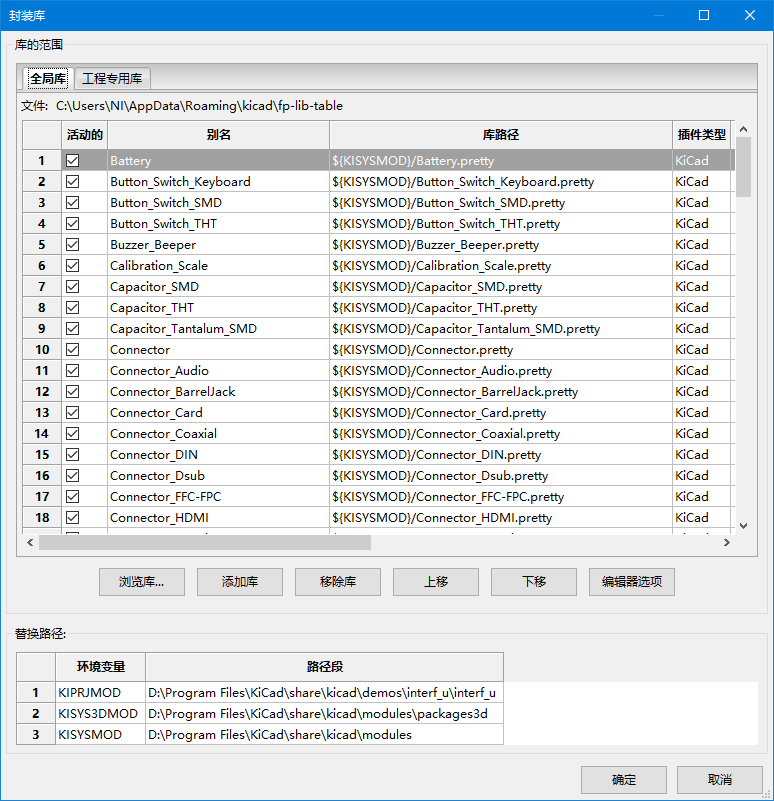 封装库
库的范围
全局库 工程专用库
文件: C:\Users\NI\AppData\Roaming\kicad\fp-lib-table
活动的 别名 库路径 插件类型
1 Battery ${KISYSMOD}/Battery.pretty KiCad
2 Button_Switch_Keyboard ${KISYSMOD}/Button_Switch_Keyboard.pretty KiCad
3 Button_Switch_SMD ${KISYSMOD}/Button_Switch_SMD.pretty KiCad
4 Button_Switch_THT ${KISYSMOD}/Button_Switch_THT.pretty KiCad
5 Buzzer_Beeper ${KISYSMOD}/Buzzer_Beeper.pretty KiCad
6 Calibration_Scale ${KISYSMOD}/Calibration_Scale.pretty KiCad
7 Capacitor_SMD ${KISYSMOD}/Capacitor_SMD.pretty KiCad
8 Capacitor_THT ${KISYSMOD}/Capacitor_THT.pretty KiCad
9 Capacitor_Tantalum_SMD ${KISYSMOD}/Capacitor_Tantalum_SMD.pretty KiCad
10 Connector ${KISYSMOD}/Connector.pretty KiCad
11 Connector_Audio ${KISYSMOD}/Connector_Audio.pretty KiCad
12 Connector_BarrelJack ${KISYSMOD}/Connector_BarrelJack.pretty KiCad
13 Connector_Card ${KISYSMOD}/Connector_Card.pretty KiCad
14 Connector_Coaxial ${KISYSMOD}/Connector_Coaxial.pretty KiCad
15 Connector_DIN ${KISYSMOD}/Connector_DIN.pretty KiCad
16 Connector_Dsub ${KISYSMOD}/Connector_Dsub.pretty KiCad
17 Connector_FFC-FPC ${KISYSMOD}/Connector_FFC-FPC.pretty KiCad
18 Connector_HDMI ${KISYSMOD}/Connector_HDMI.pretty KiCad
浏览库... 添加库 移除库 上移 下移 编辑器选项
替换路径:
环境变量 路径段
1 KIPRJMOD D:\Program Files\KiCad\share\kicad\demos\interf_u\interf_u
2 KISYS3DMOD D:\Program Files\KiCad\share\kicad\modules\packages3d
3 KISYSMOD D:\Program Files\KiCad\share\kicad\modules
确定 取消